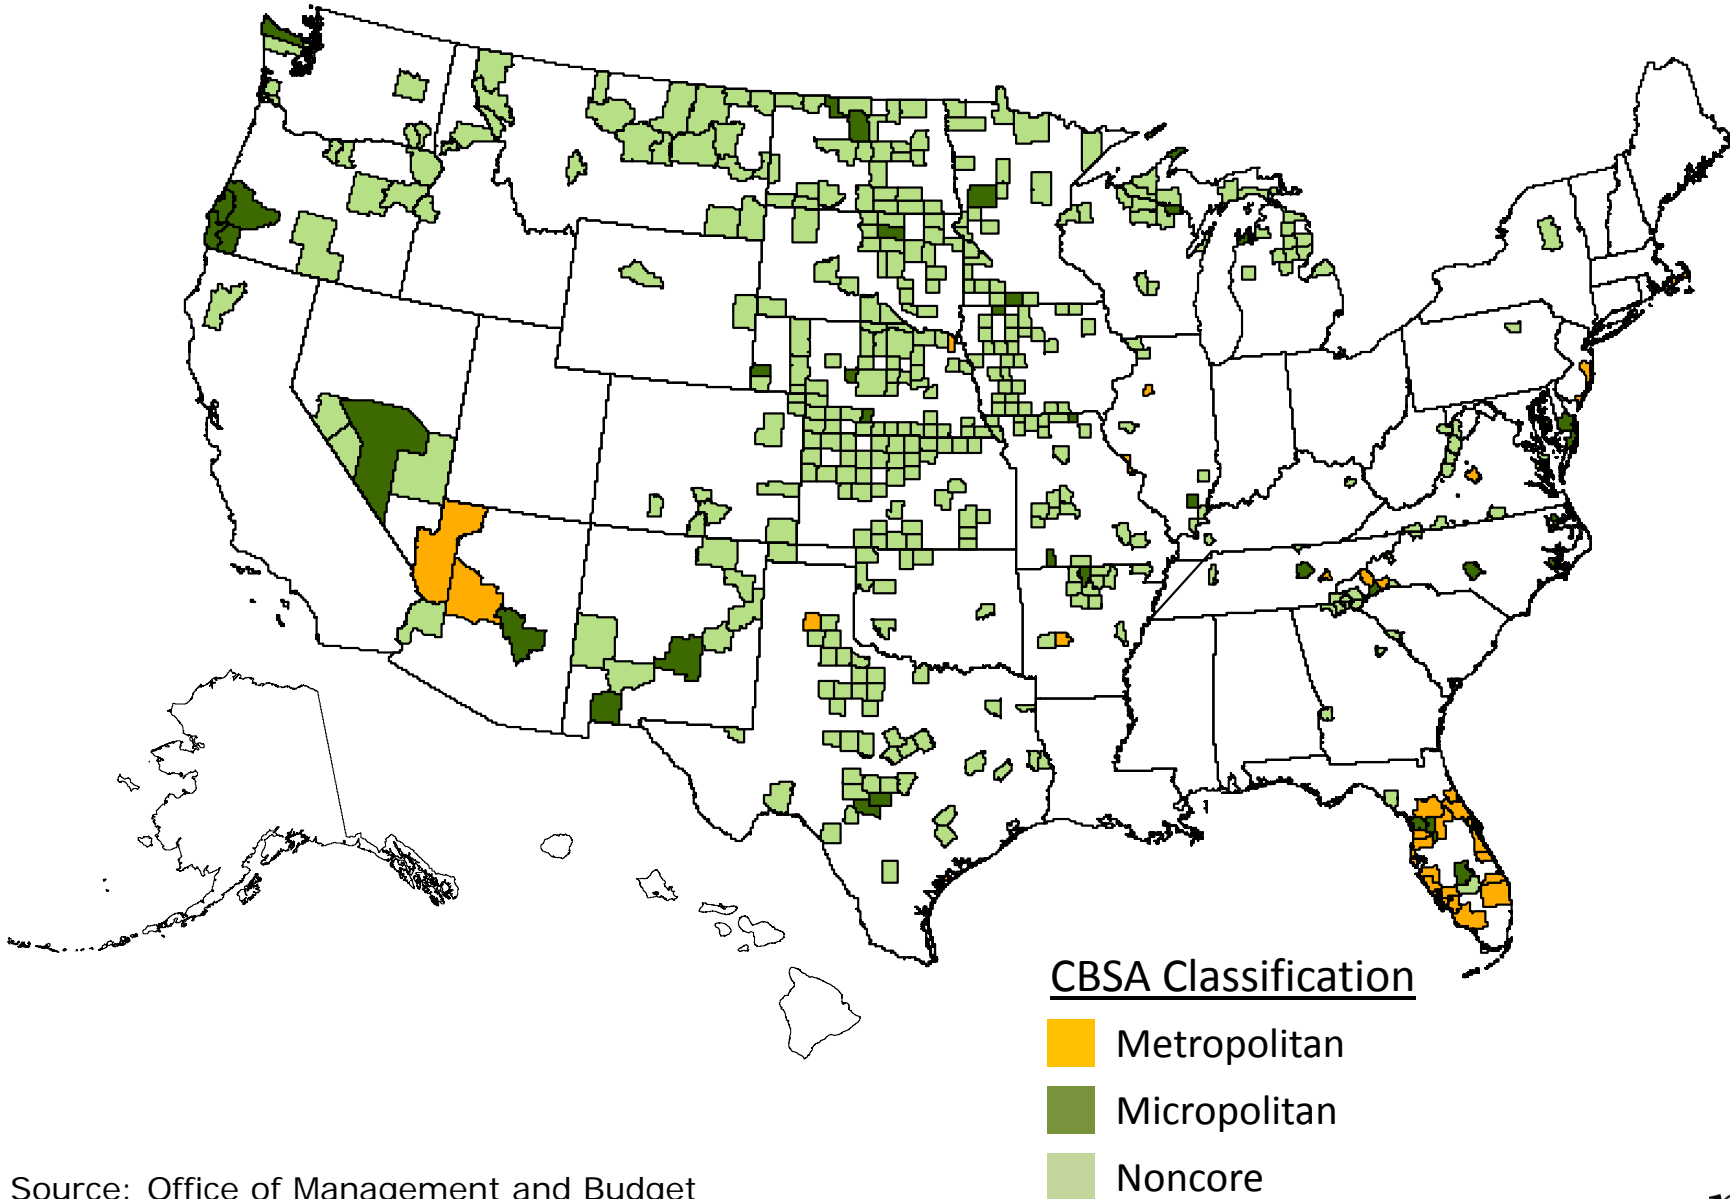 CBSA Classification
Metropolitan
Micropolitan
Noncore
Source: Office of Management and Budget